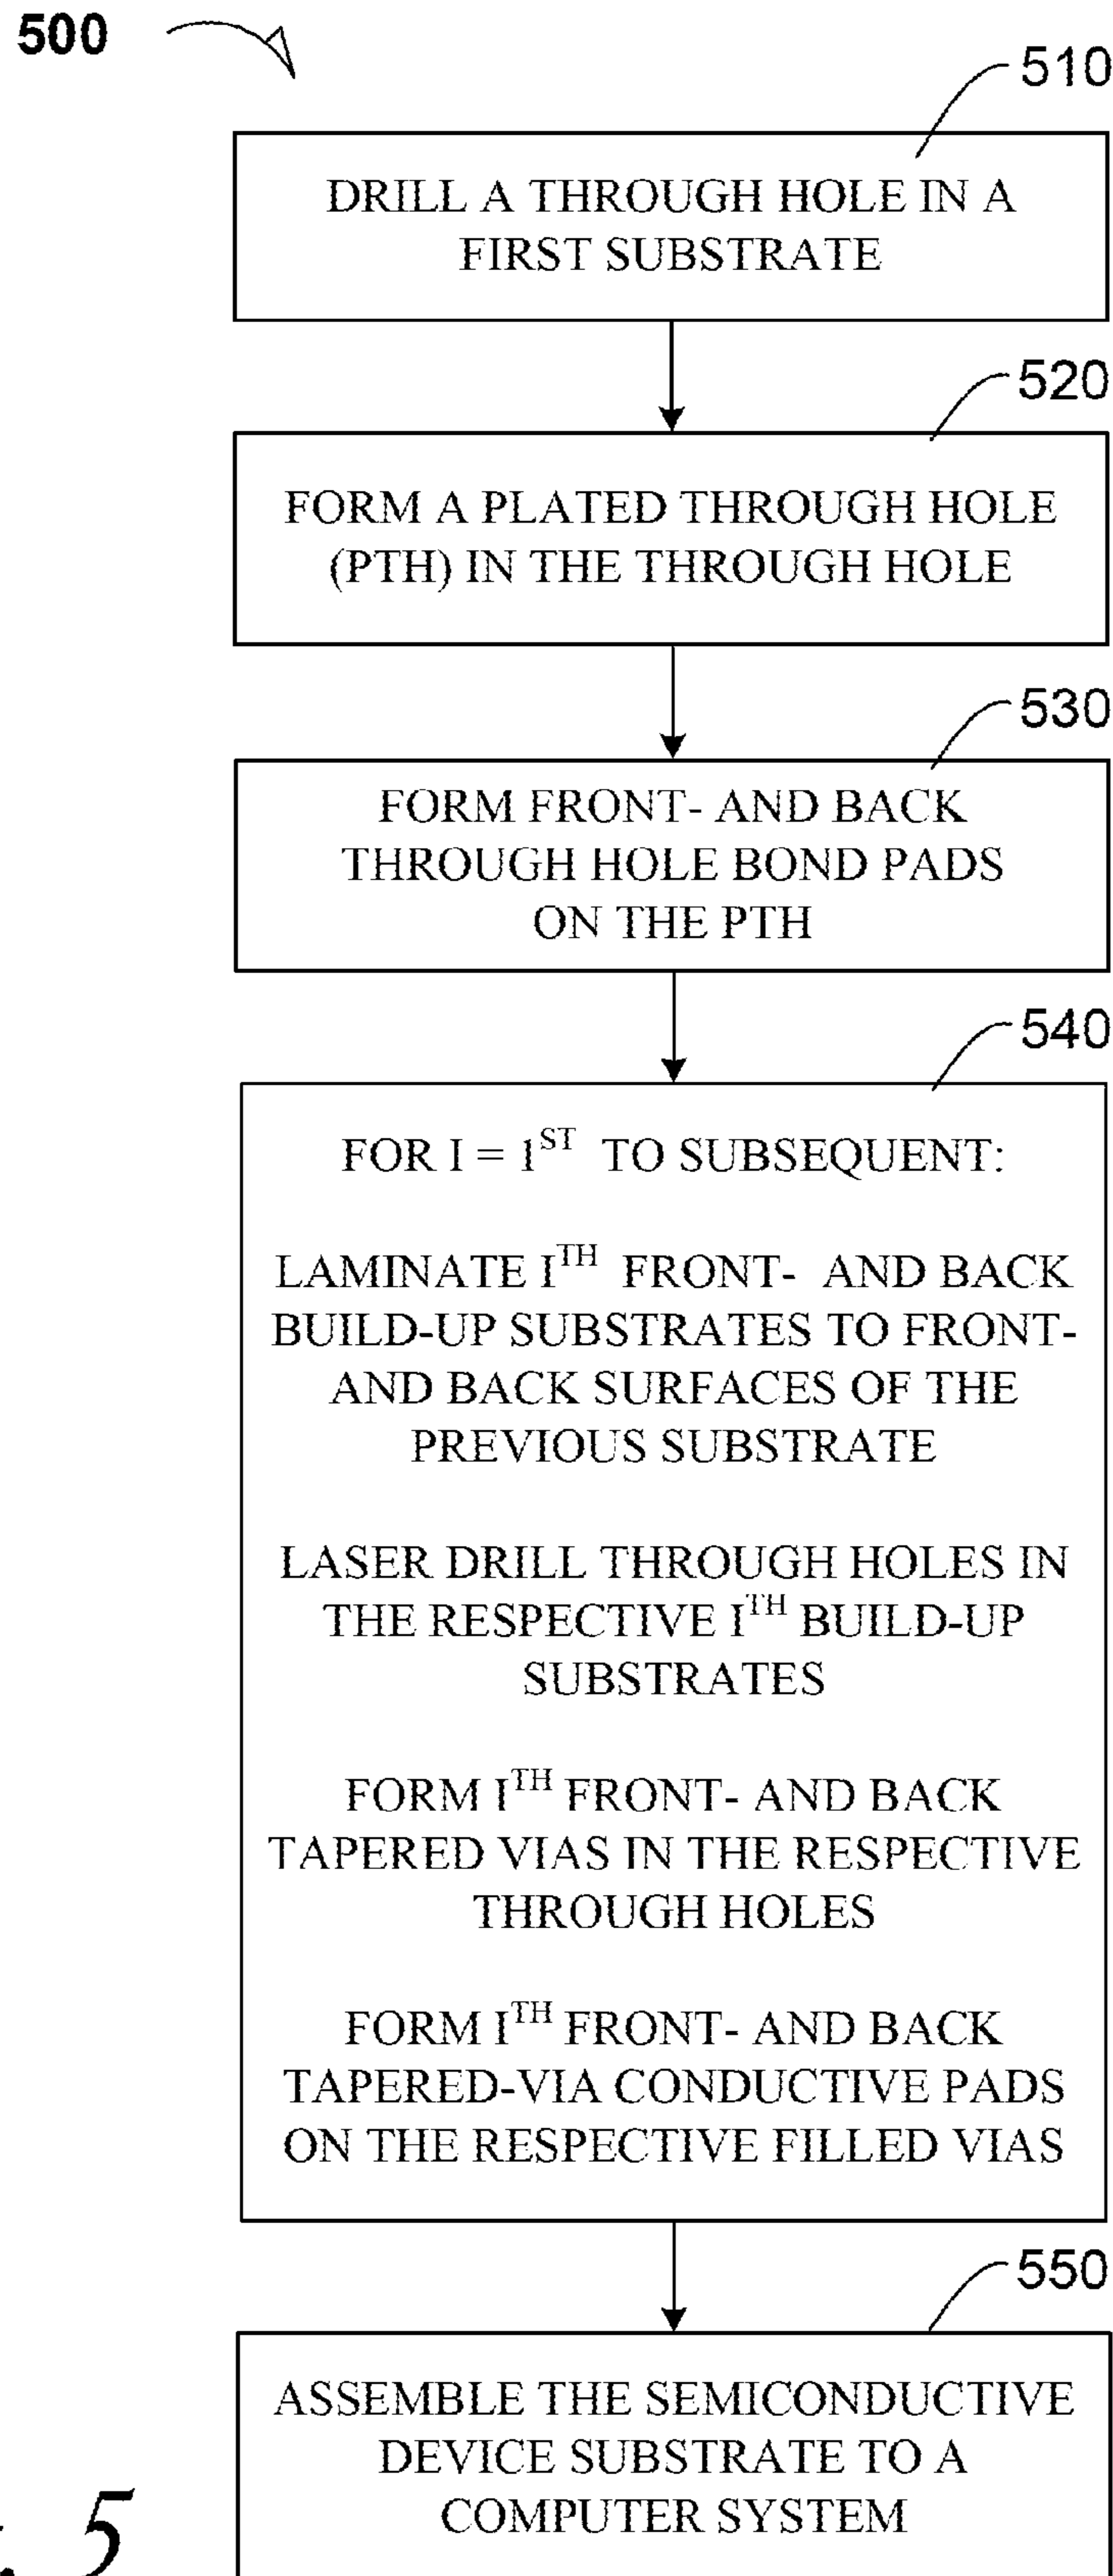 500
510
DRILL A THROUGH HOLE IN A
FIRST SUBSTRATE
520
FORM A PLATED THROUGH HOLE
(PTH) IN THE THROUGH HOLE
530
FORM FRONT- AND BACK
THROUGH HOLE BOND PADS
ON THE PTH
540
FOR I = 1ST TO SUBSEQUENT:
LAMINATE ITH FRONT- AND BACK
BUILD-UP SUBSTRATES TO FRONT-
AND BACK SURFACES OF THE
PREVIOUS SUBSTRATE
LASER DRILL THROUGH HOLES IN
THE RESPECTIVE ITH BUILD-UP
SUBSTRATES
FORM ITH FRONT- AND BACK
TAPERED VIAS IN THE RESPECTIVE
THROUGH HOLES
FORM ITH FRONT- AND BACK
TAPERED-VIA CONDUCTIVE PADS
ON THE RESPECTIVE FILLED VIAS
550
ASSEMBLE THE SEMICONDUCTIVE
DEVICE SUBSTRATE TO A
COMPUTER SYSTEM
5